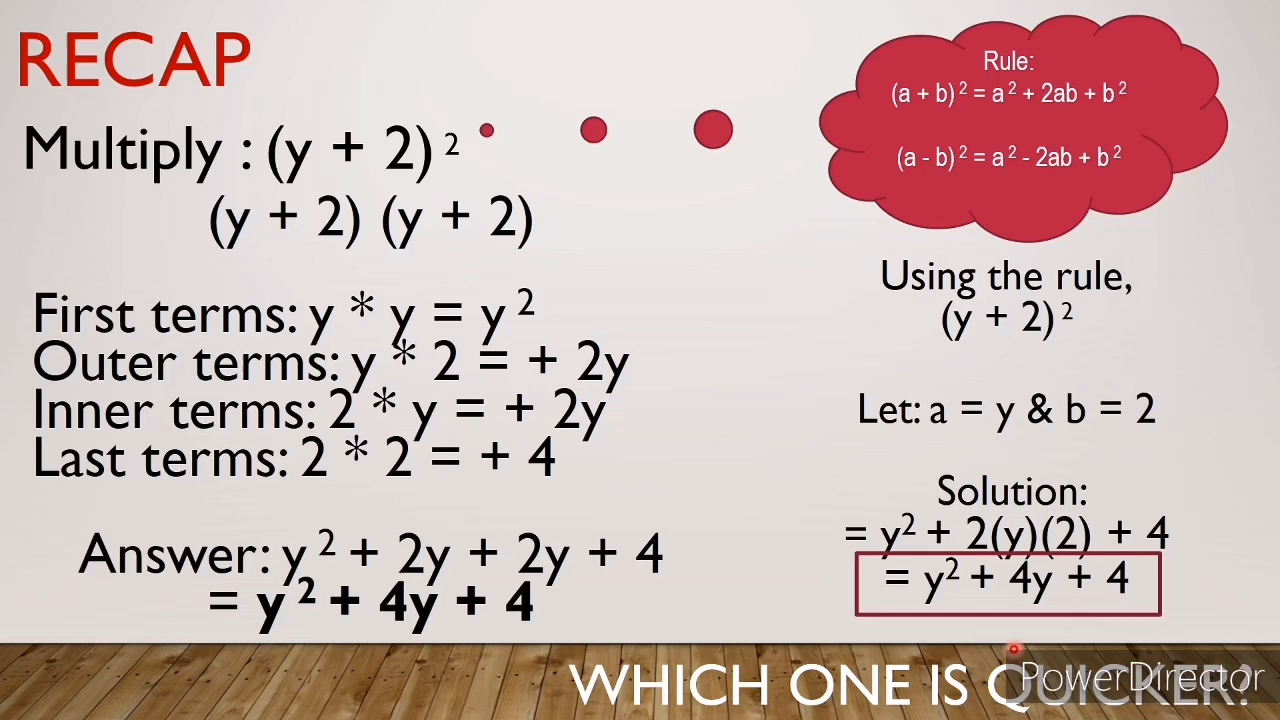 RECAP
Multiply : (y + 2)²
(y + 2) (y + 2)
First terms: y * y = y²
Outer terms: y * 2 = + 2y
Inner terms: 2 * y = + 2y
Last terms: 2 * 2 = + 4
Answer: y² + 2y + 2y + 4
= y² + 4y + 4
Rule:
(a + b)² = a² + 2ab + b²
(a - b)² = a² - 2ab + b²
Using the rule,
(y + 2)²
Let: a = y & b = 2
Solution:
= y² + 2(y)(2) + 4
= y² + 4y + 4
WHICH ONE IS QUICKER?
PowerDirector